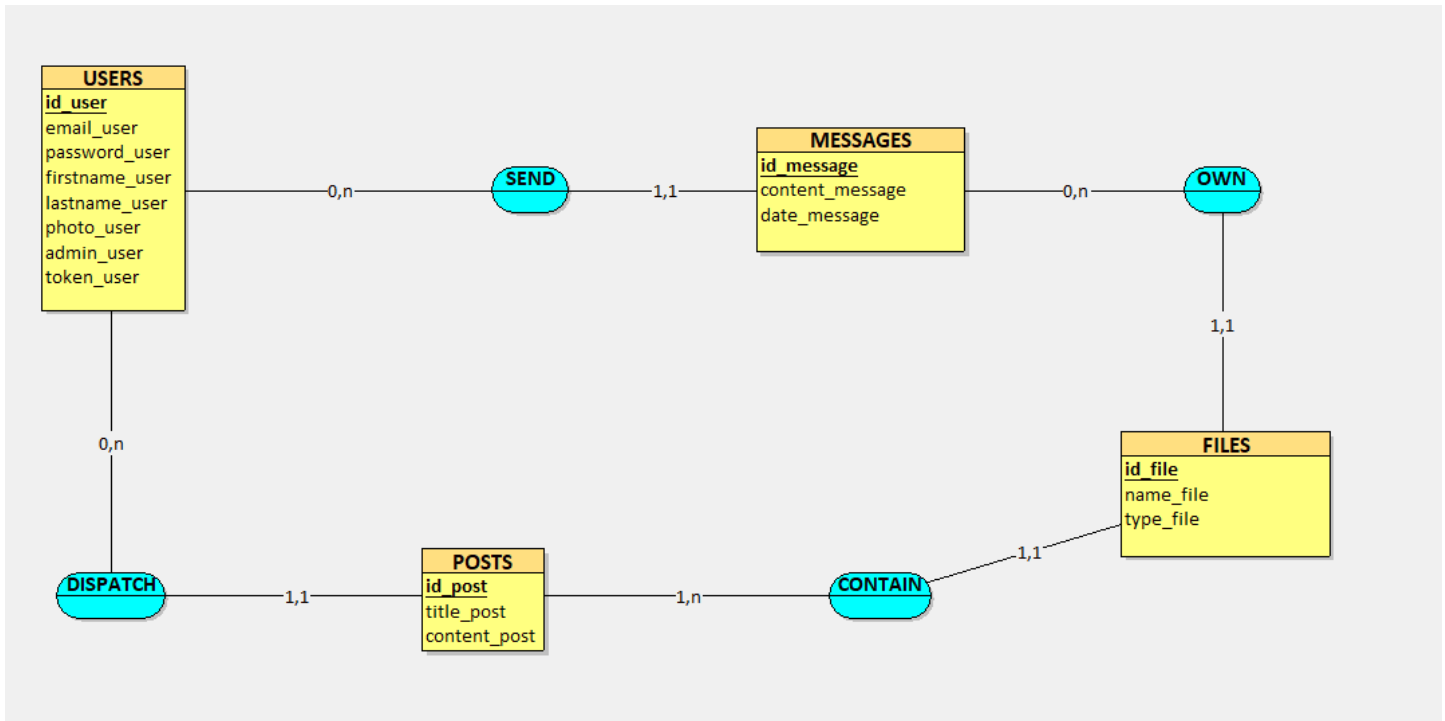 USERS
id_user
email_user
password_user
firstname_user
lastname_user
photo_user
admin_user
token_user
0,n
SEND
1,1
MESSAGES
id_message
content_message
date_message
0,n
OWN
1,1
FILES
id_file
name_file
type_file
0,n
DISPATCH
1,1
POSTS
id_post
title_post
content_post
1,n
CONTAIN
1,1